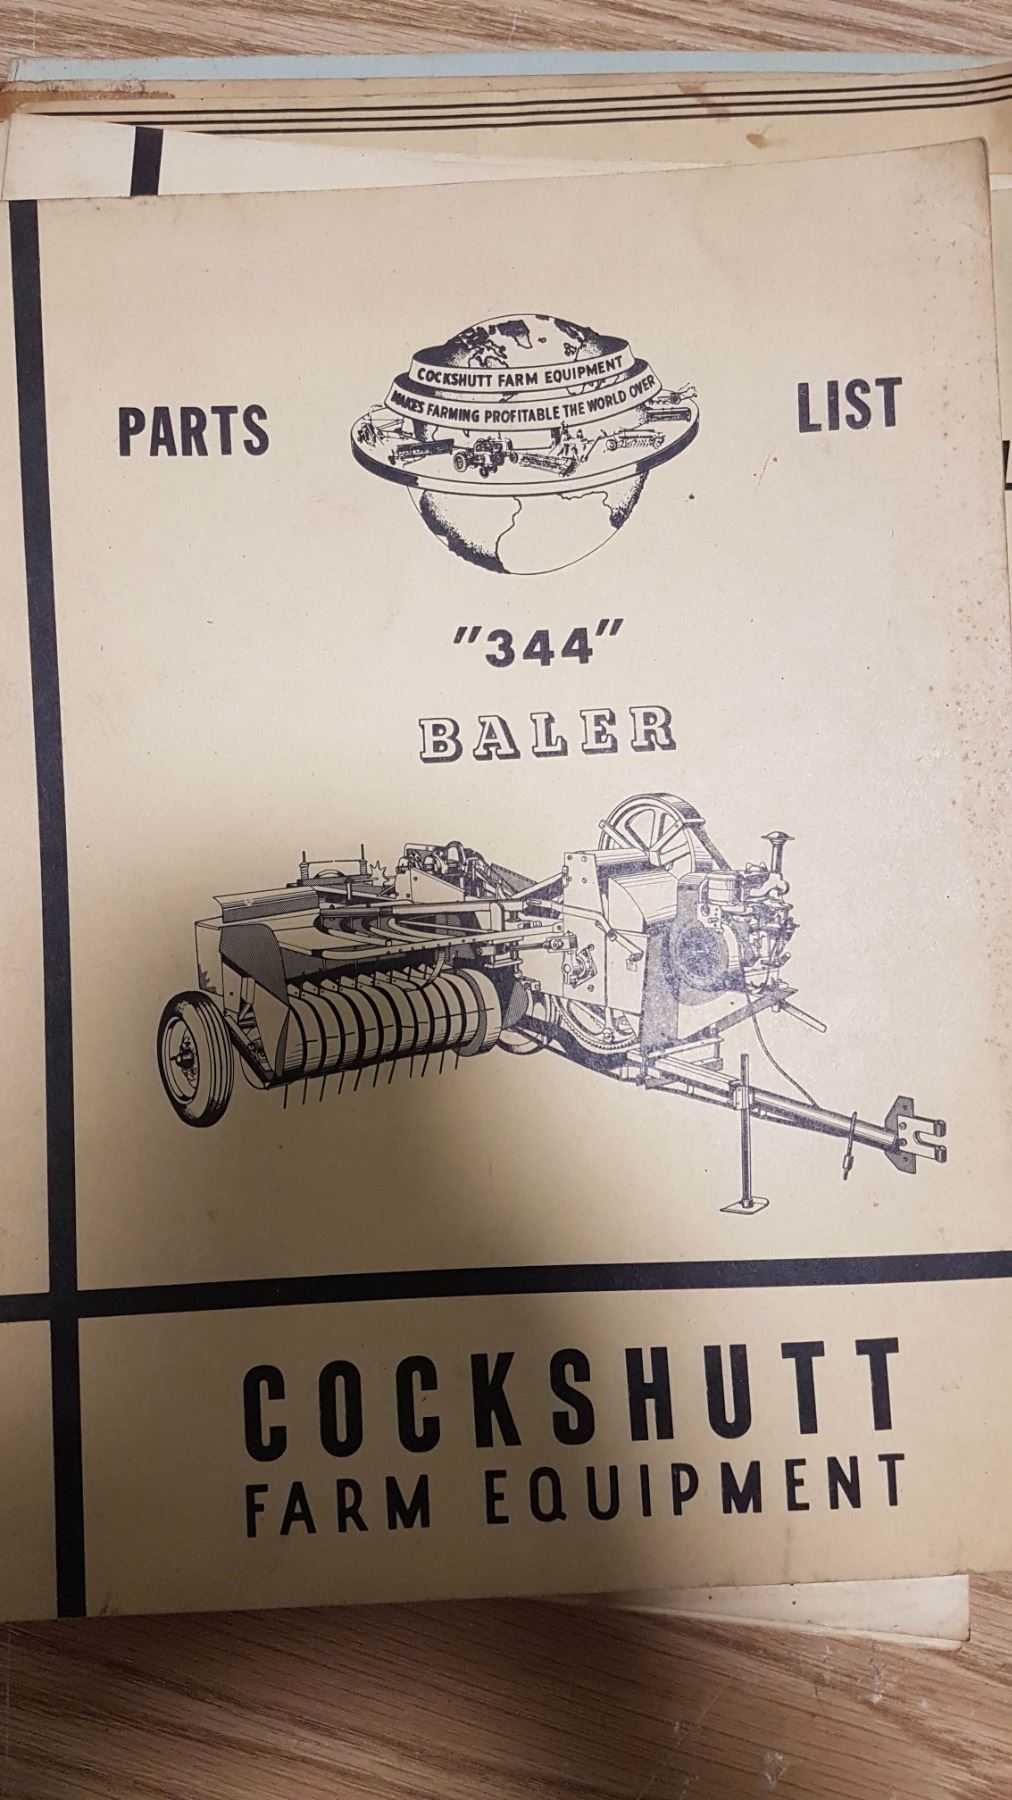 COCKSHUTT FARM EQUIPMENT
MAKES FARMING PROFITABLE THE WORLD OVER
PARTS LIST
"344"
BALER
COCKSHUTT
FARM EQUIPMENT